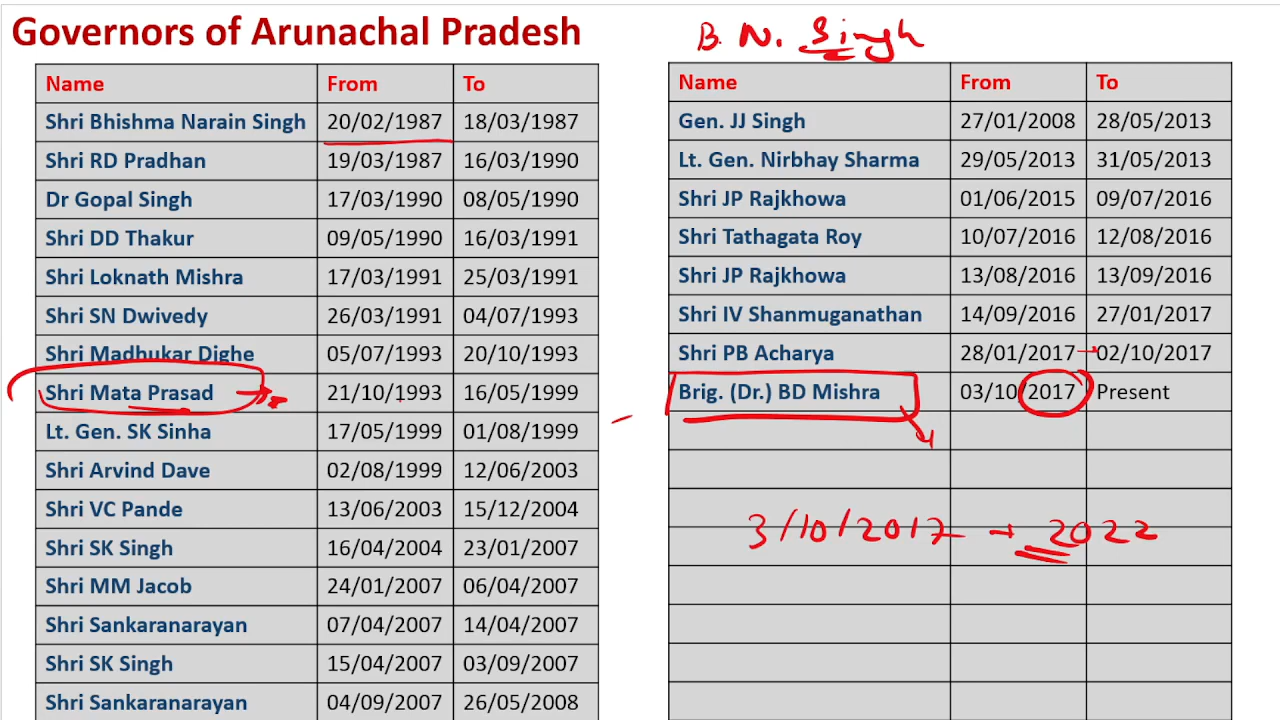 Governors of Arunachal Pradesh
B. N. Singh
Name From To
Shri Bhishma Narain Singh 20/02/1987 18/03/1987
Shri RD Pradhan 19/03/1987 16/03/1990
Dr Gopal Singh 17/03/1990 08/05/1990
Shri DD Thakur 09/05/1990 16/03/1991
Shri Loknath Mishra 17/03/1991 25/03/1991
Shri SN Dwivedy 26/03/1991 04/07/1993
Shri Madhukar Dighe 05/07/1993 20/10/1993
Shri Mata Prasad 21/10/1993 16/05/1999
Lt. Gen. SK Sinha 17/05/1999 01/08/1999
Shri Arvind Dave 02/08/1999 12/06/2003
Shri VC Pande 13/06/2003 15/12/2004
Shri SK Singh 16/04/2004 23/01/2007
Shri MM Jacob 24/01/2007 06/04/2007
Shri Sankaranarayan 07/04/2007 14/04/2007
Shri SK Singh 15/04/2007 03/09/2007
Shri Sankaranarayan 04/09/2007 26/05/2008
Name From To
Gen. JJ Singh 27/01/2008 28/05/2013
Lt. Gen. Nirbhay Sharma 29/05/2013 31/05/2013
Shri JP Rajkhowa 01/06/2015 09/07/2016
Shri Tathagata Roy 10/07/2016 12/08/2016
Shri JP Rajkhowa 13/08/2016 13/09/2016
Shri IV Shanmuganathan 14/09/2016 27/01/2017
Shri PB Acharya 28/01/2017 02/10/2017
Brig. (Dr.) BD Mishra 03/10/2017 Present
3/10/2017 → 2022